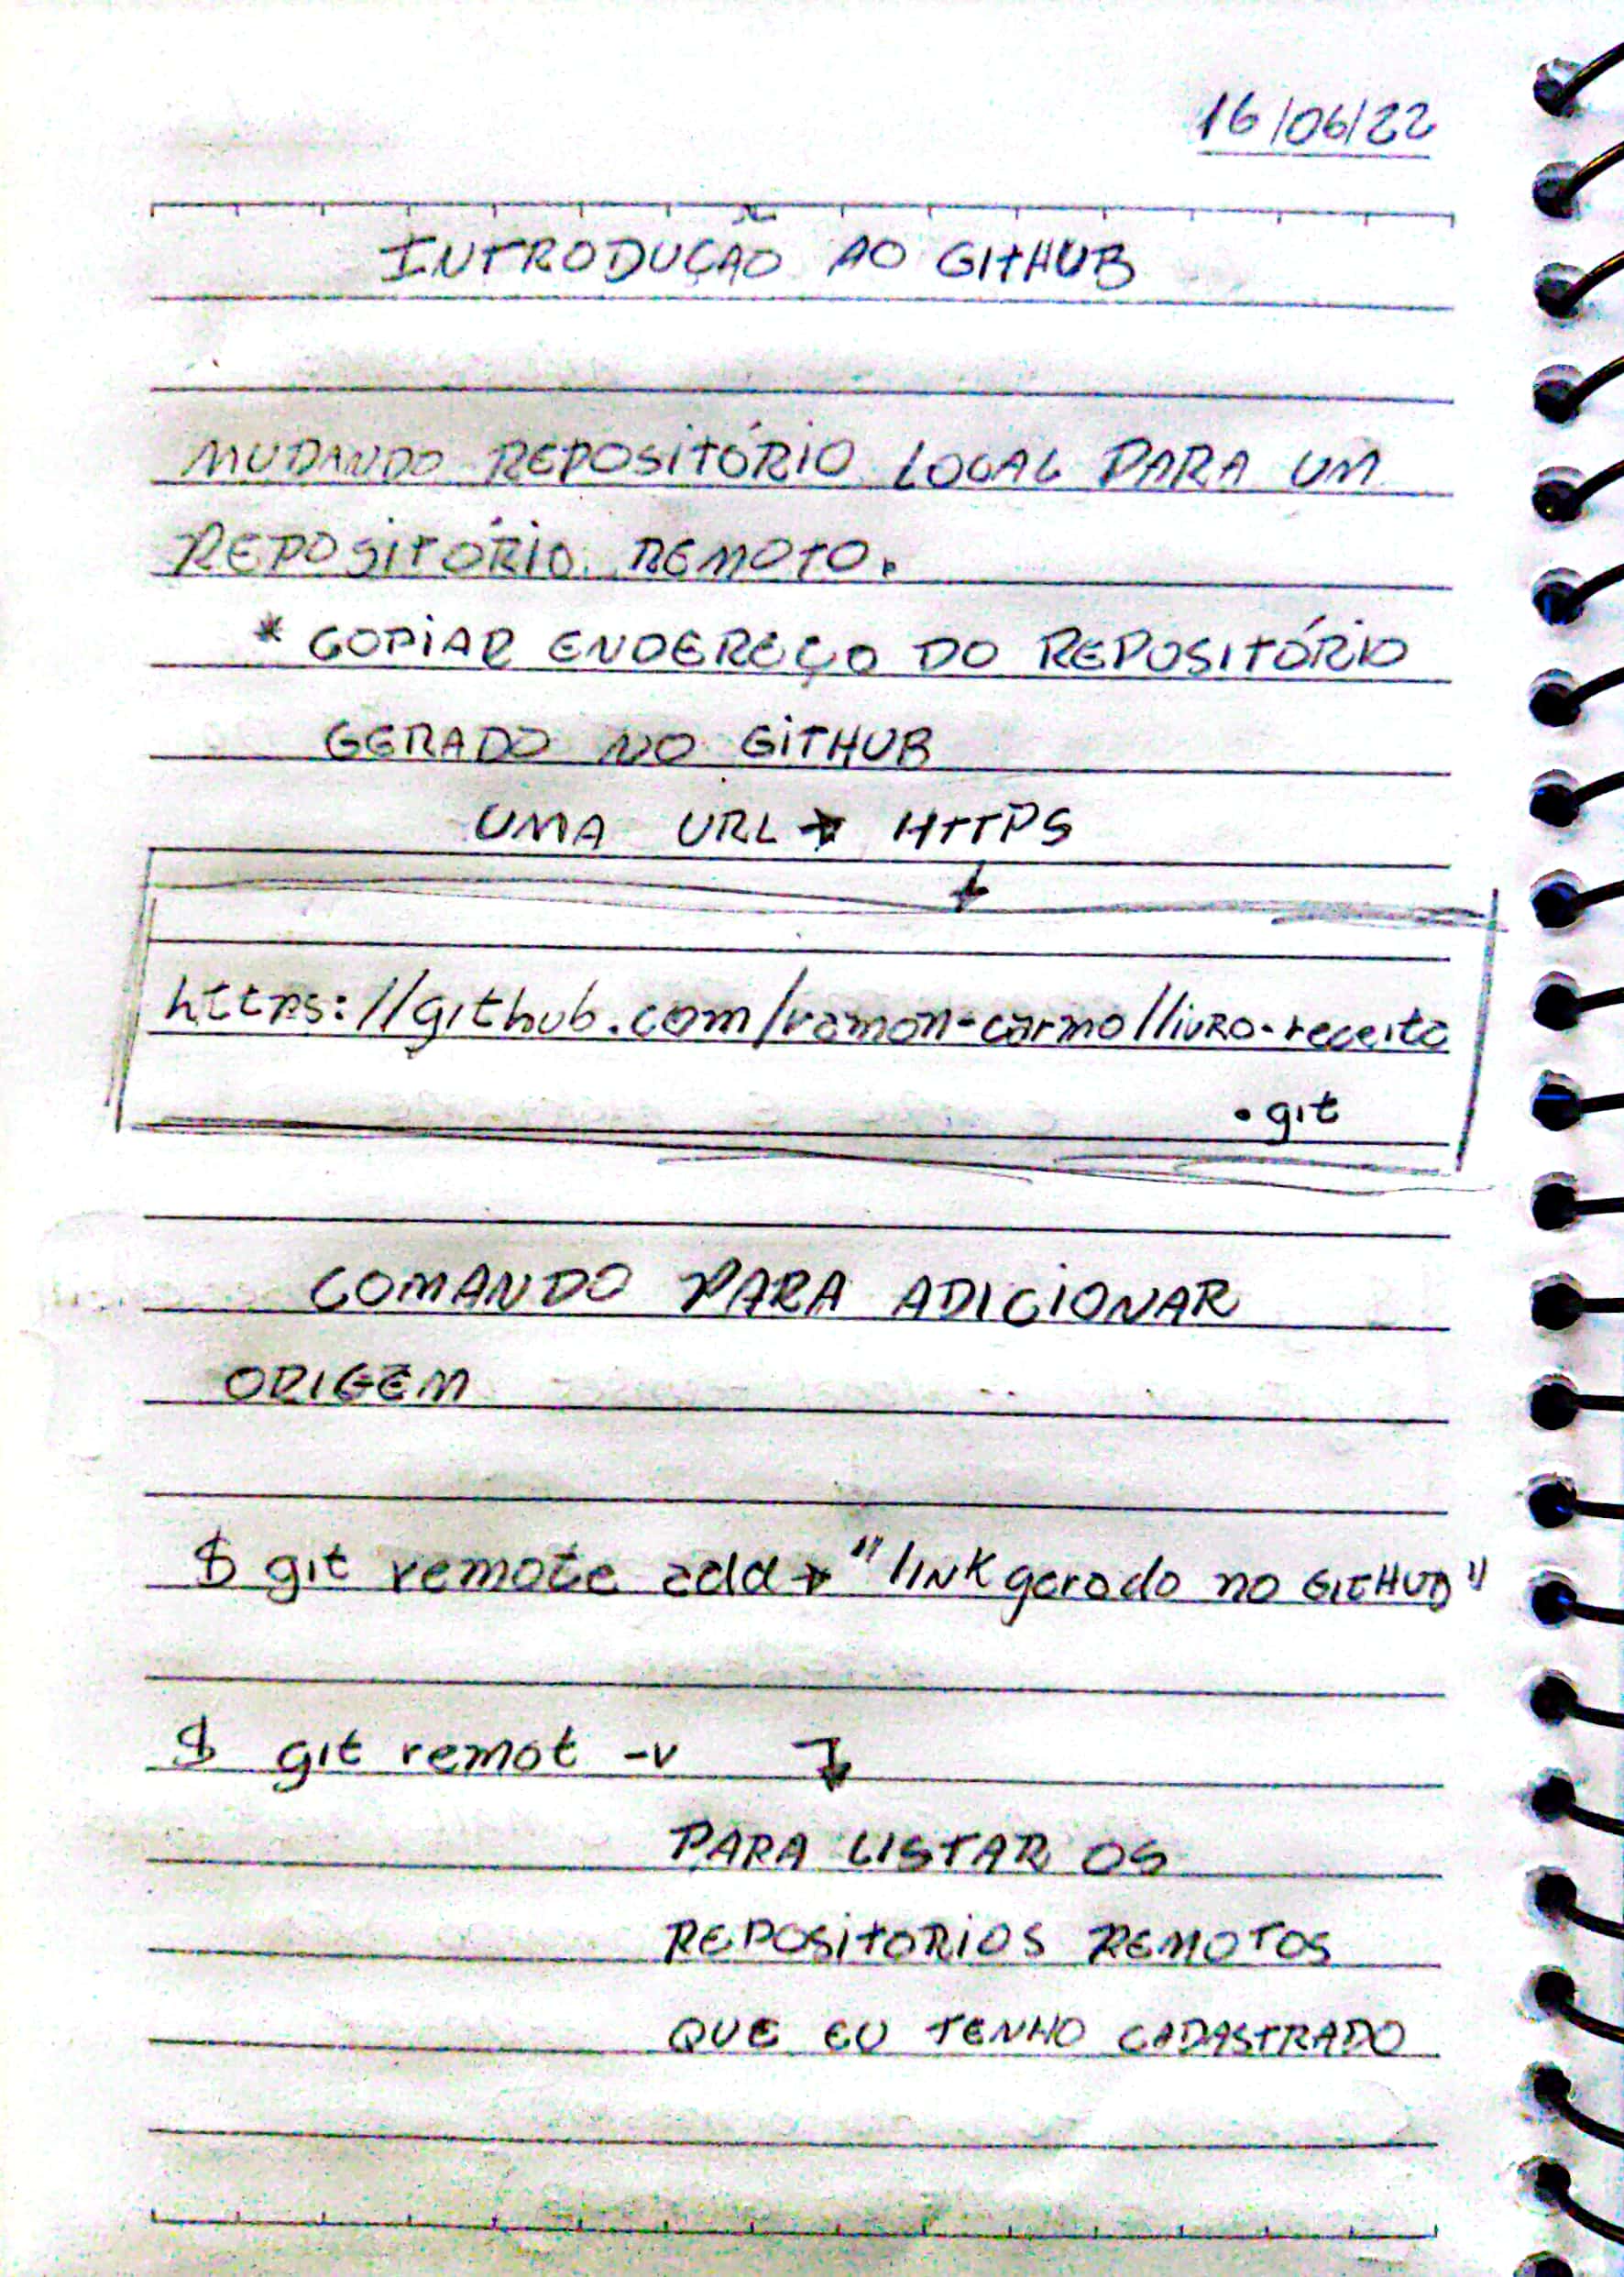 16/06/22
INTRODUÇÃO AO GITHUB
MUDANDO REPOSITÓRIO LOCAL PARA UM
REPOSITÓRIO REMOTO.
* COPIAR ENDEREÇO DO REPOSITÓRIO
GERADO NO GITHUB
UMA URL → HTTPS
↓
https://github.com/ramon-carmo/livro-receita
.git
COMANDO PARA ADICIONAR
ORIGEM
$ git remote add → "link gerado no GITHUB"
$ git remot -v ↴
PARA LISTAR OS
REPOSITORIOS REMOTOS
QUE EU TENHO CADASTRADO